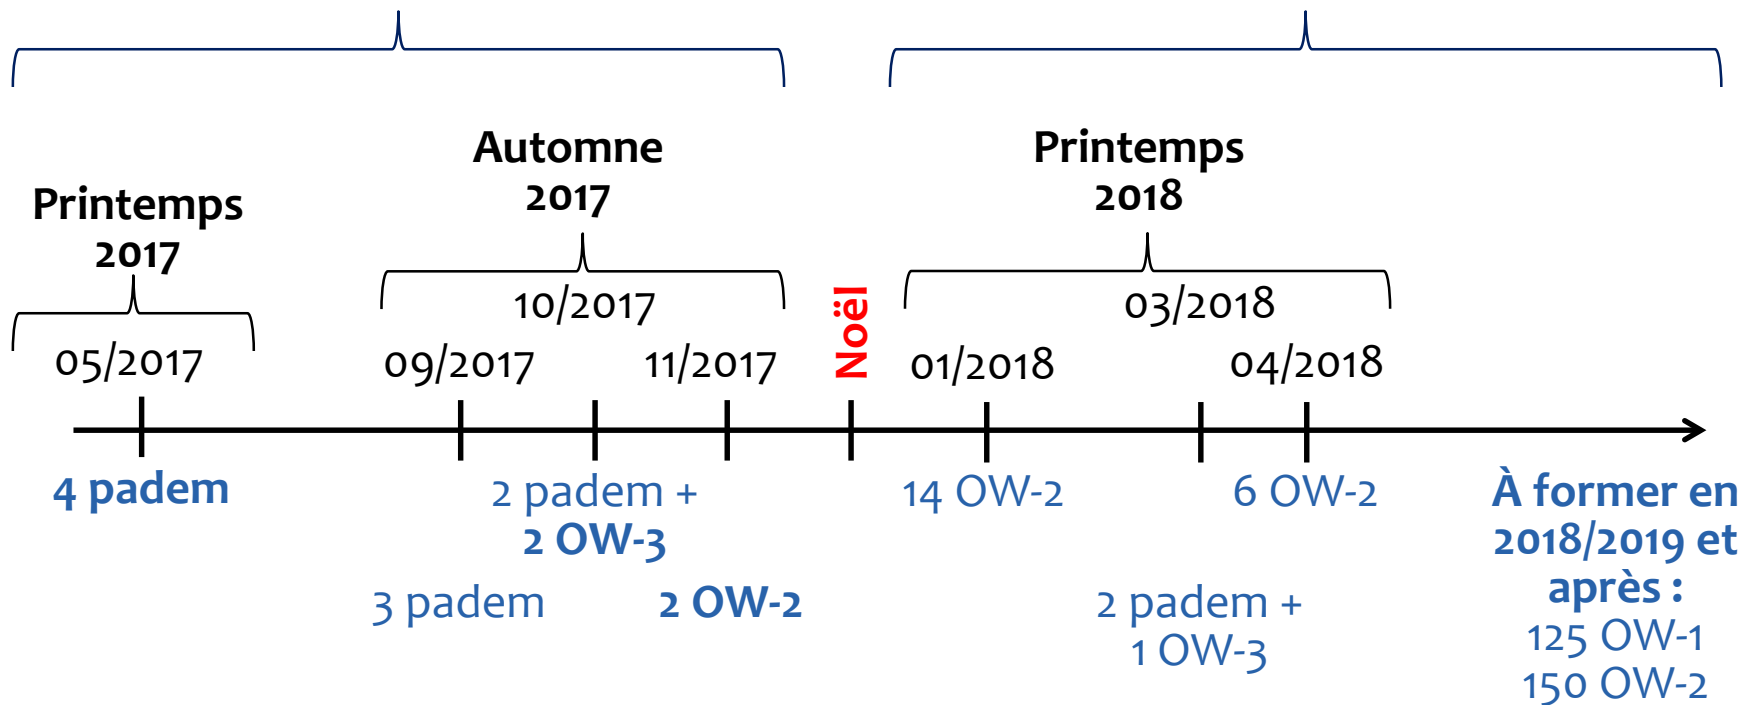 Automne
2017
Printemps
2018
Printemps
2017
10/2017
03/2018
05/2017
09/2017
11/2017
Noël
01/2018
04/2018
4 padem
2 padem +
2 OW-3
14 OW-2
6 OW-2
À former en
2018/2019 et
après :
125 OW-1
150 OW-2
3 padem
2 OW-2
2 padem +
1 OW-3